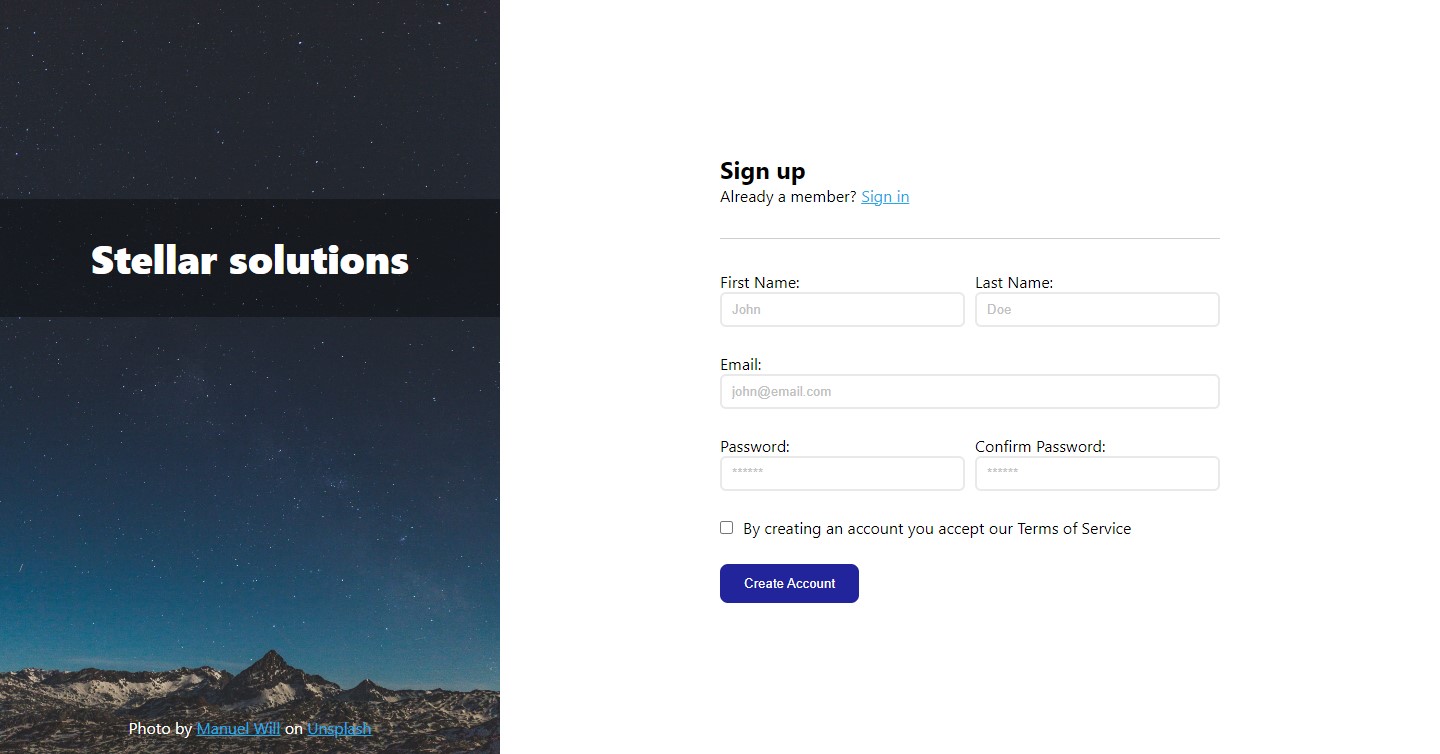 Stellar solutions
Photo by Manuel Will on Unsplash
Sign up
Already a member? Sign in
First Name:
Last Name:
John
Doe
Email:
john@email.com
Password:
Confirm Password:
******
******
By creating an account you accept our Terms of Service
Create Account